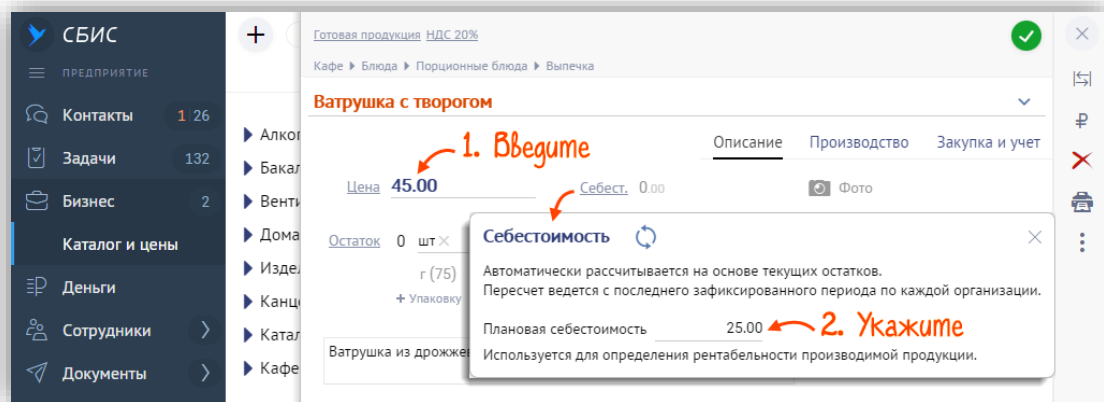 СБИС
ПРЕДПРИЯТИЕ
Контакты 1 26
Задачи 132
Бизнес 2
Каталог и цены
Деньги
Сотрудники
Документы
+
Алког
Бакал
Венти
Дома
Издел
Канце
Катал
Кафе
Готовая продукция НДС 20%
Кафе Блюда Порционные блюда Выпечка
Ватрушка с творогом
1. Введите
Описание Производство Закупка и учет
Цена 45.00 Себест. 0.00 Фото
Остаток 0 шт
г (75)
+ Упаковку
Ватрушка из дрожже
Себестоимость
Автоматически рассчитывается на основе текущих остатков.
Пересчет ведется с последнего зафиксированного периода по каждой организации.
Плановая себестоимость 25.00 2. Укажите
Используется для определения рентабельности производимой продукции.
₽